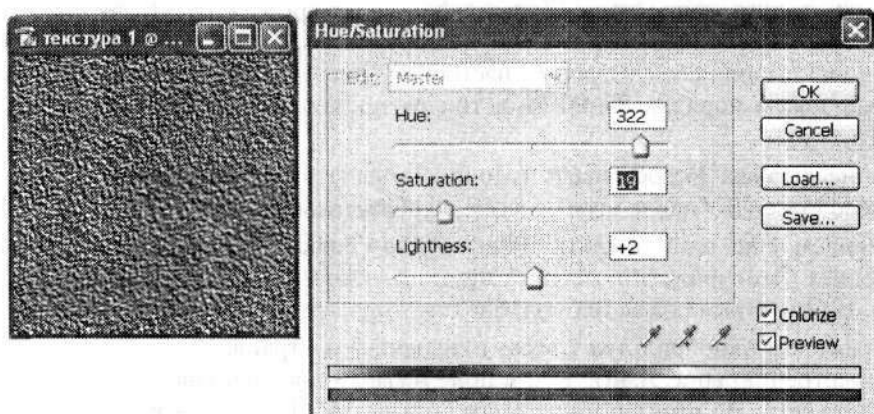 текстура 1 @ ...
Hue/Saturation
Edit: Master
Hue: 322
Saturation: 19
Lightness: +2
OK
Cancel
Load...
Save...
Colorize
Preview